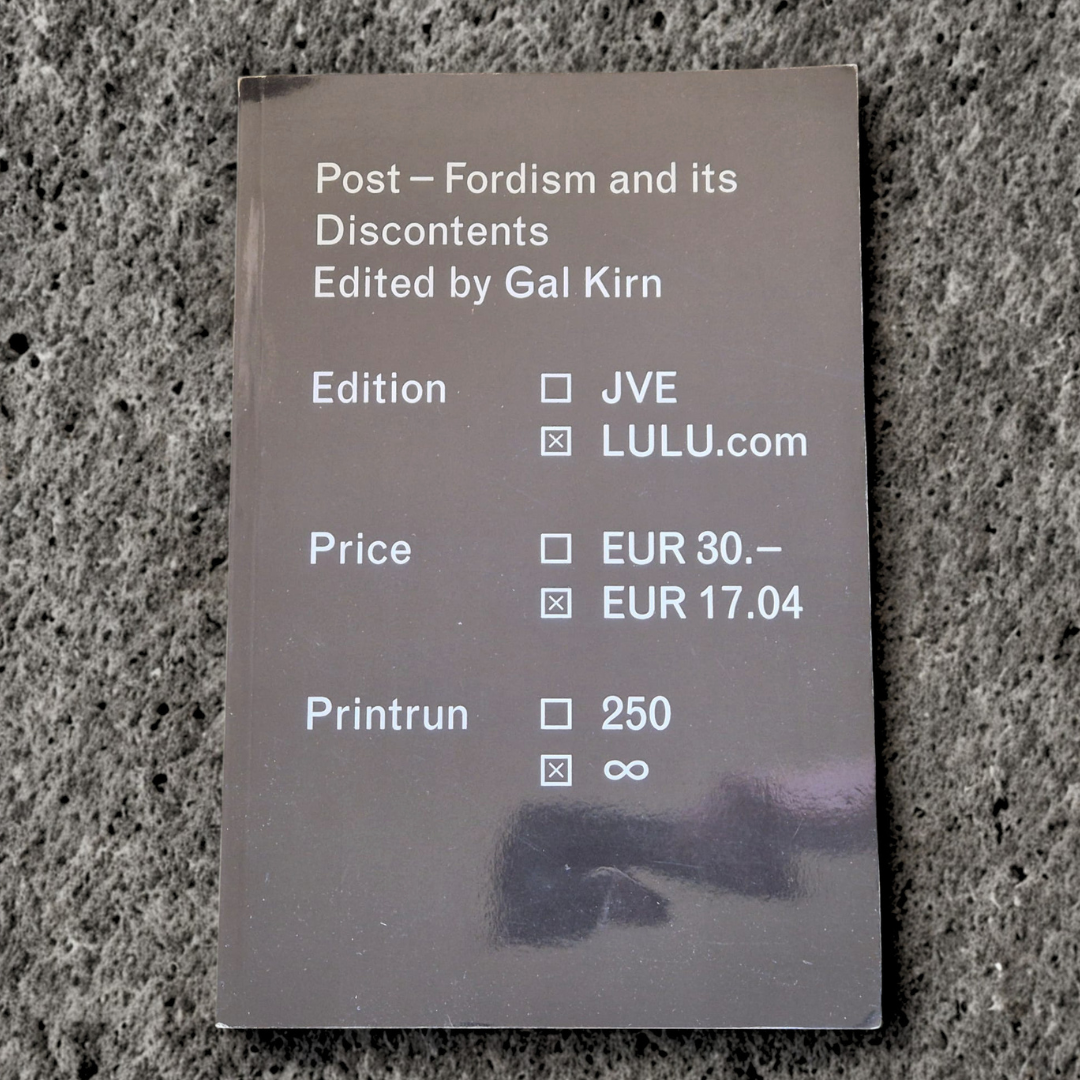 Post – Fordism and its
Discontents
Edited by Gal Kirn
Edition ☐ JVE
☒ LULU.com
Price ☐ EUR 30.–
☒ EUR 17.04
Printrun ☐ 250
☒ ∞